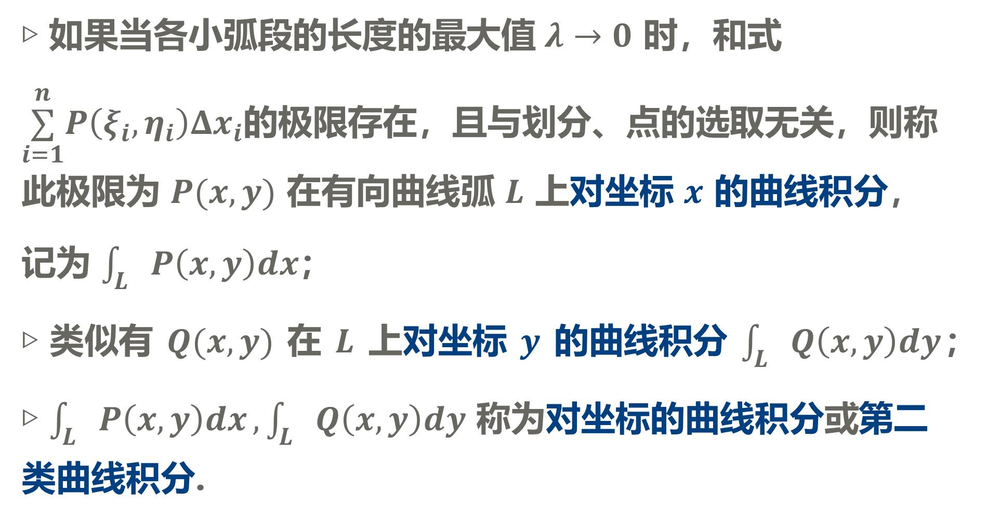 ▷ 如果当各小弧段的长度的最大值 λ → 0 时，和式
$\sum_{i=1}^{n} P(\xi_i, \eta_i)\Delta x_i$的极限存在，且与划分、点的选取无关，则称
此极限为 P(x, y) 在有向曲线弧 L 上对坐标 x 的曲线积分，
记为 $\int_L P(x, y)dx$;
▷ 类似有 Q(x, y) 在 L 上对坐标 y 的曲线积分 $\int_L Q(x, y)dy$;
▷ $\int_L P(x, y)dx, \int_L Q(x, y)dy$ 称为对坐标的曲线积分或第二
类曲线积分.